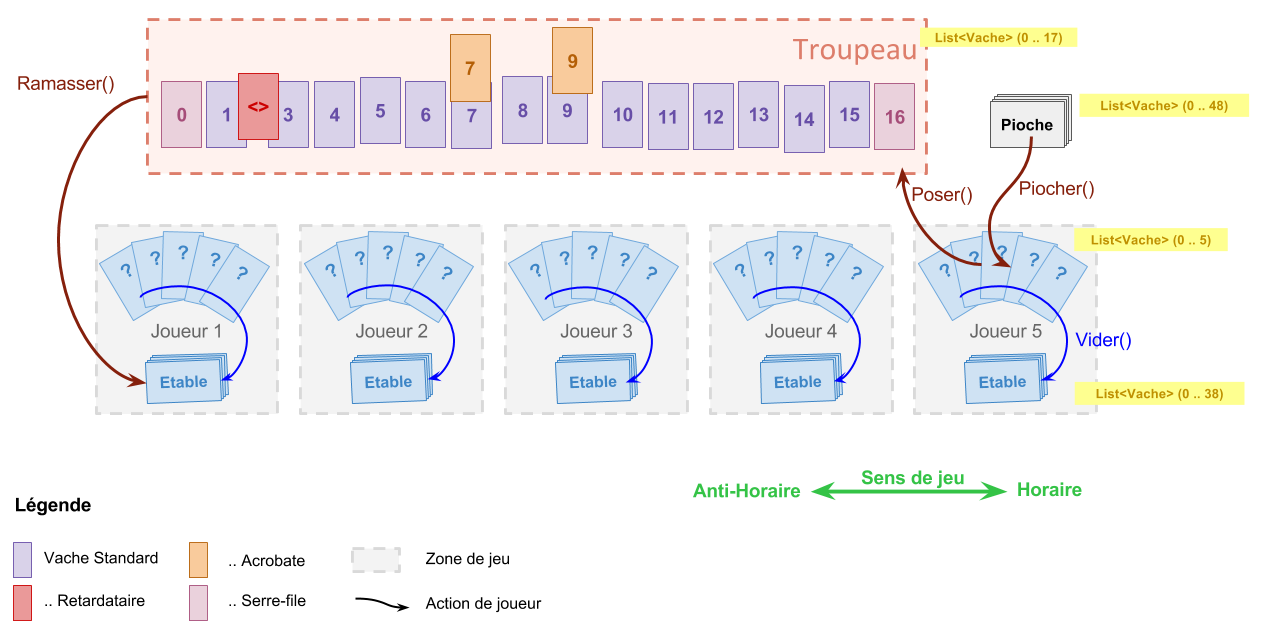 Troupeau
List<Vache> (0 .. 17)
Ramasser()
7
9
0
1
<>
3
4
5
6
7
8
9
10
11
12
13
14
15
16
List<Vache> (0 .. 48)
Pioche
Poser()
Piocher()
List<Vache> (0 .. 5)
? ? ? ? ?
? ? ? ? ?
? ? ? ? ?
? ? ? ? ?
? ? ? ? ?
Joueur 1
Joueur 2
Joueur 3
Joueur 4
Joueur 5
Vider()
Etable
Etable
Etable
Etable
Etable
List<Vache> (0 .. 38)
Anti-Horaire
Sens de jeu
Horaire
Légende
Vache Standard
.. Acrobate
Zone de jeu
.. Retardataire
.. Serre-file
Action de joueur